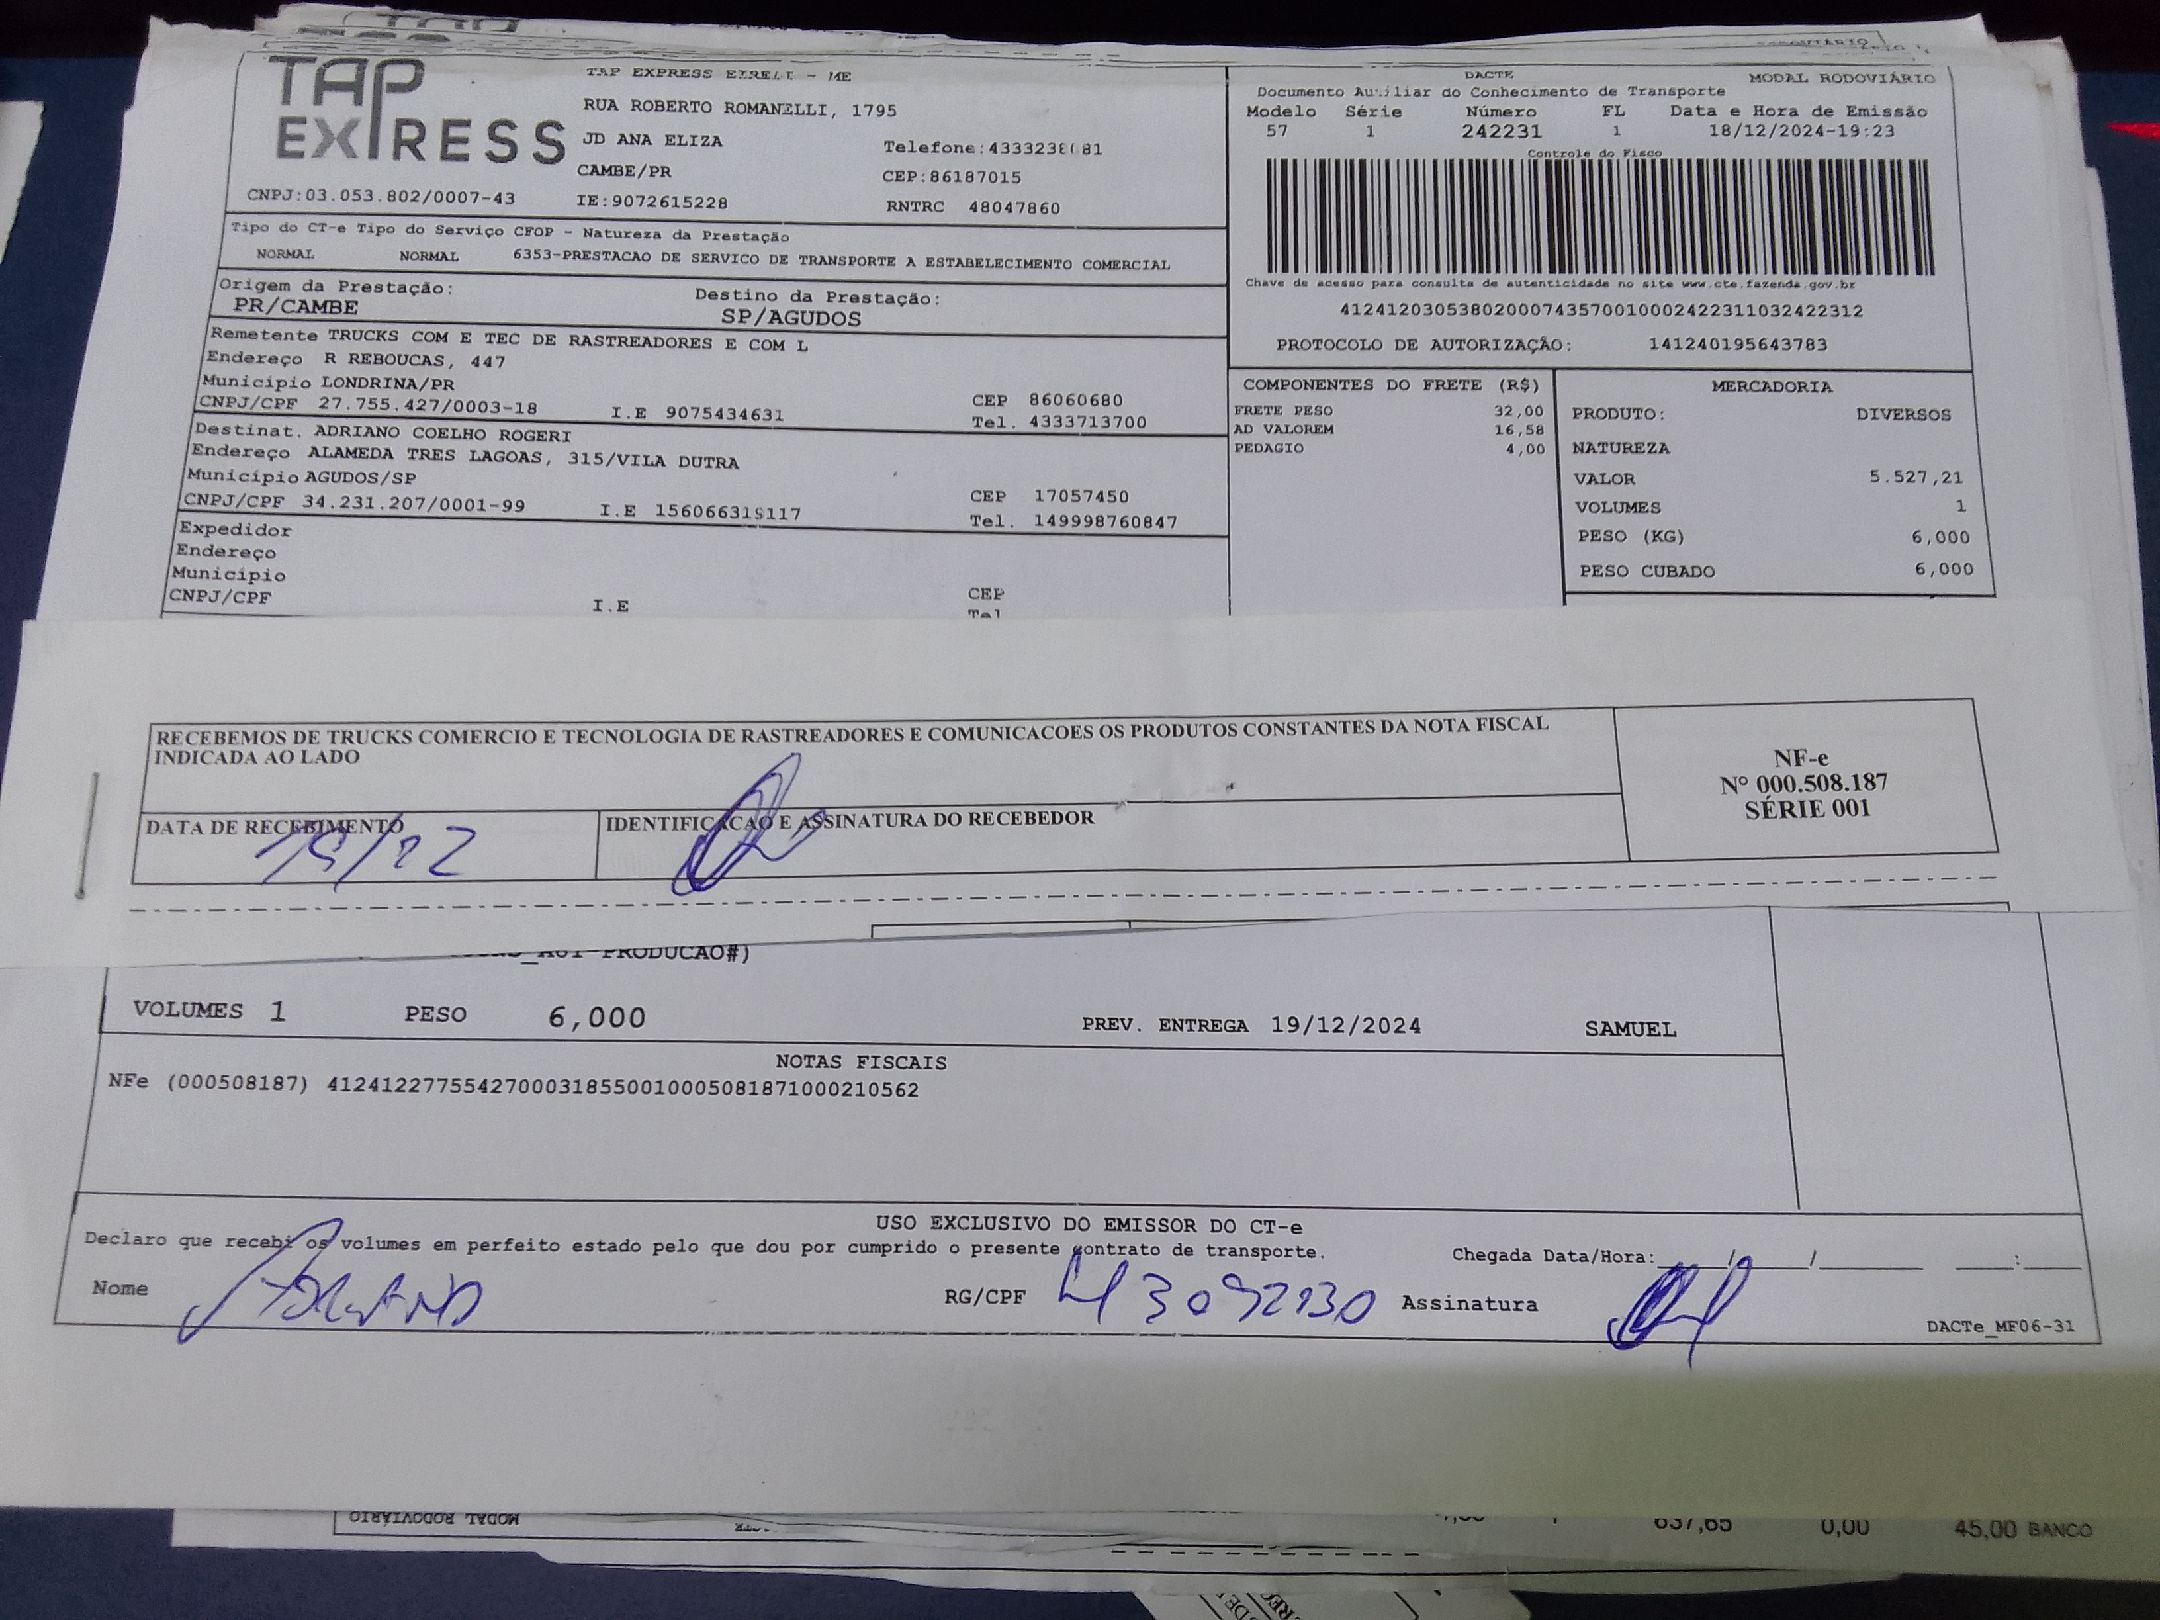 TAP EXPRESS
TAP EXPRESS EIRELI - ME
RUA ROBERTO ROMANELLI, 1795
JD ANA ELIZA
Telefone:
CAMBE/PR
CEP:86187015
CNPJ:03.053.802/0007-43
IE:9072615228
RNTRC 48047860
DACTE
MODAL RODOVIÁRIO
Documento Auxiliar do Conhecimento de Transporte
Modelo Série Número FL Data e Hora de Emissão
57 1 242231 1 18/12/2024-19:23
Controle do Fisco
Chave de acesso para consulta de autenticidade no site www.cte.fazenda.gov.br
41241203053802000743570010002422311032422312
PROTOCOLO DE AUTORIZAÇÃO: 141240195643783
Tipo do CT-e Tipo do Serviço CFOP - Natureza da Prestação
NORMAL NORMAL 6353-PRESTACAO DE SERVICO DE TRANSPORTE A ESTABELECIMENTO COMERCIAL
Origem da Prestação: Destino da Prestação:
PR/CAMBE SP/AGUDOS
Remetente TRUCKS COM E TEC DE RASTREADORES E COM L
Endereço R REBOUCAS, 447
Município LONDRINA/PR CEP 86060680
CNPJ/CPF 27.755.427/0003-18 I.E 9075434631 Tel. 4333713700
Destinat. ADRIANO COELHO ROGERI
Endereço ALAMEDA TRES LAGOAS, 315/VILA DUTRA
Município AGUDOS/SP CEP 17057450
CNPJ/CPF 34.231.207/0001-99 I.E Tel. 149998760847
Expedidor
Endereço
Município CEP
CNPJ/CPF I.E Tel
COMPONENTES DO FRETE (R$)
FRETE PESO 32,00
AD VALOREM 16,58
PEDAGIO 4,00
MERCADORIA
PRODUTO: DIVERSOS
NATUREZA
VALOR 5.527,21
VOLUMES 1
PESO (KG) 6,000
PESO CUBADO 6,000
RECEBEMOS DE TRUCKS COMERCIO E TECNOLOGIA DE RASTREADORES E COMUNICACOES OS PRODUTOS CONSTANTES DA NOTA FISCAL
INDICADA AO LADO
NF-e
N° 000.508.187
SÉRIE 001
DATA DE RECEBIMENTO IDENTIFICACAO E ASSINATURA DO RECEBEDOR
19/12
PRODUCAO#)
VOLUMES 1 PESO 6,000 PREV. ENTREGA 19/12/2024 SAMUEL
NOTAS FISCAIS
NFe (000508187) 41241227755427000318550010005081871000210562
USO EXCLUSIVO DO EMISSOR DO CT-e
Declaro que recebi os volumes em perfeito estado pelo que dou por cumprido o presente contrato de transporte. Chegada Data/Hora:
Nome RG/CPF Assinatura
DACTe_MF06-31
MODAL RODOVIÁRIO
637,65 0,00 45,00 BANCO